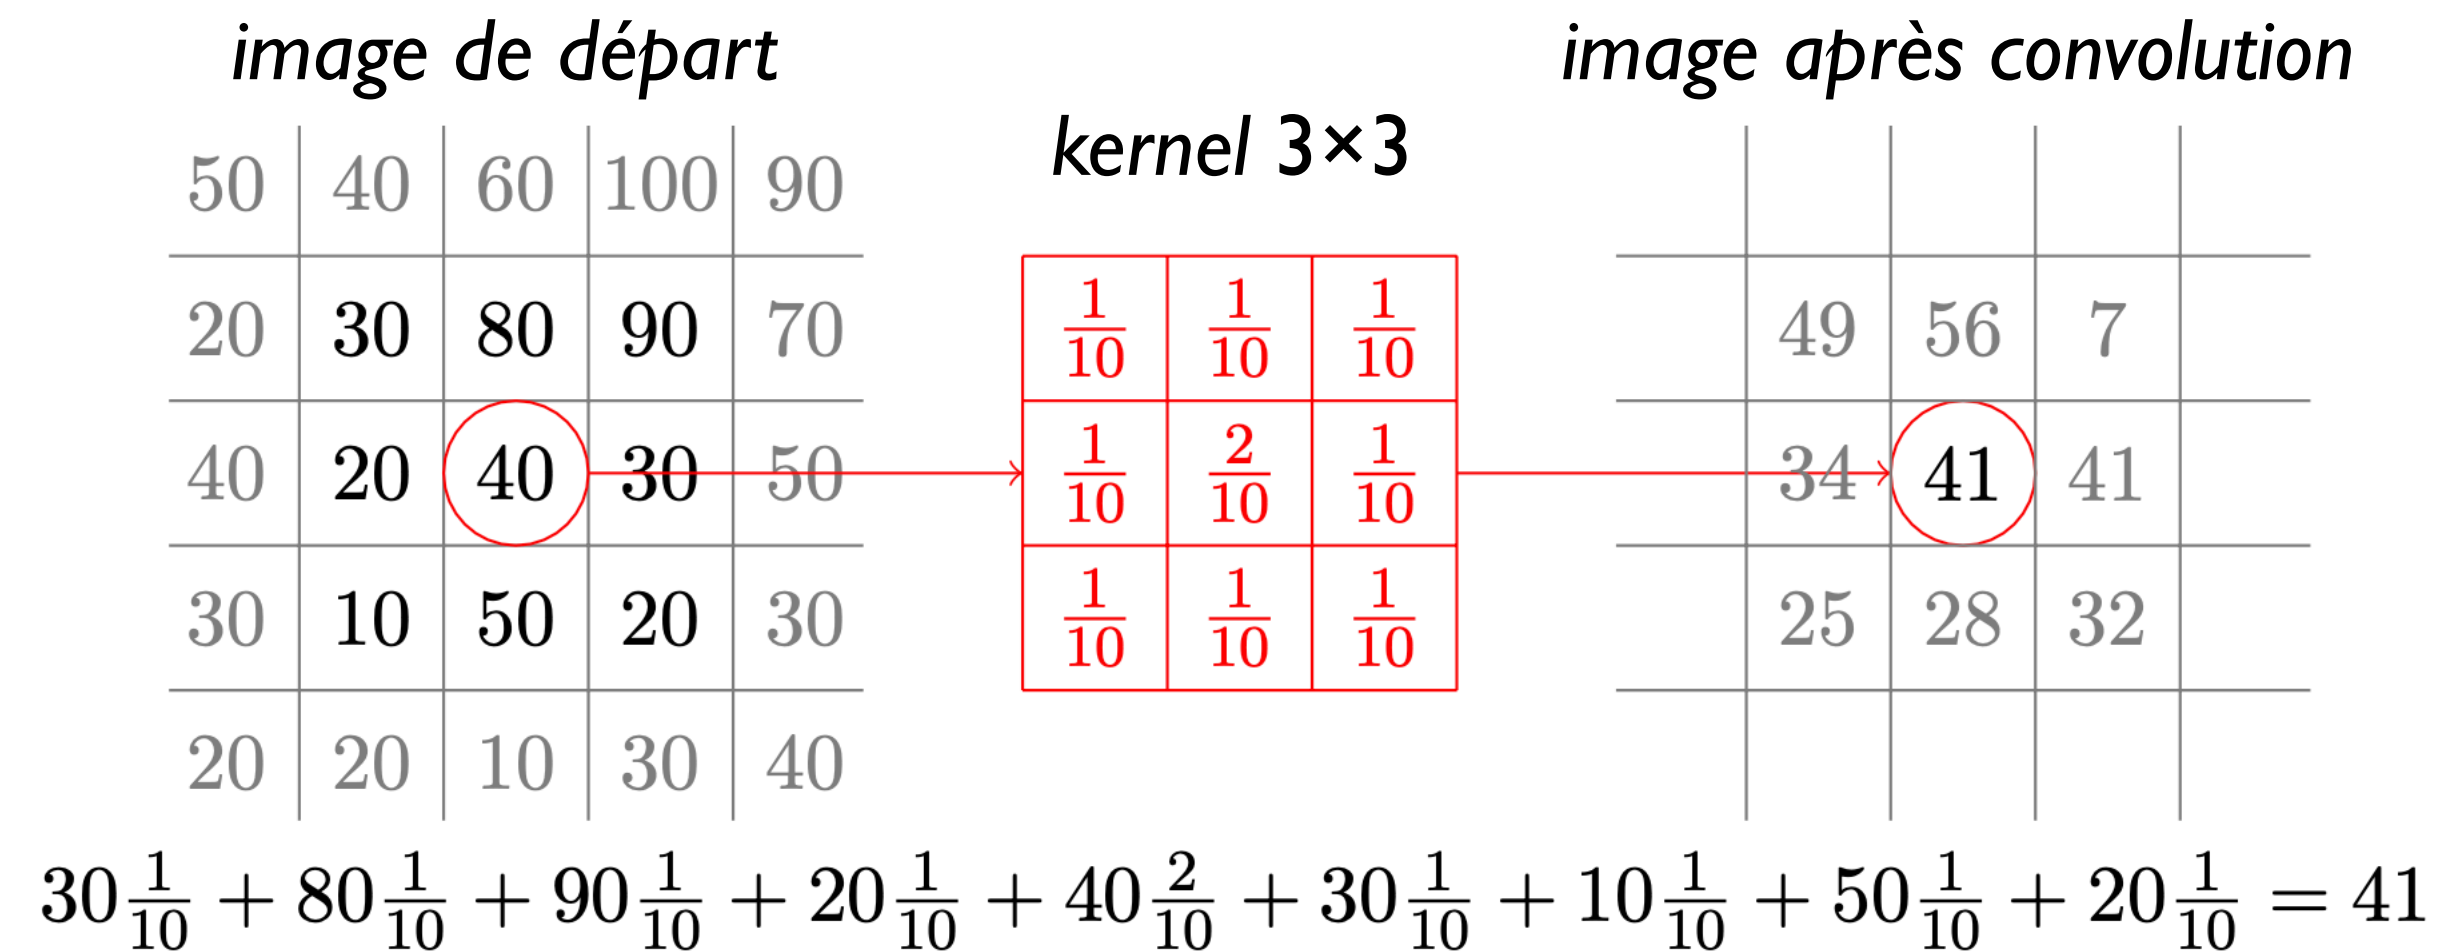 image de départ
image après convolution
kernel 3×3
50 40 60 100 90
20 30 80 90 70
40 20 40 30 50
30 10 50 20 30
20 20 10 30 40
1/10 1/10 1/10
1/10 2/10 1/10
1/10 1/10 1/10
49 56 7
34 41 41
25 28 32
30 1/10 + 80 1/10 + 90 1/10 + 20 1/10 + 40 2/10 + 30 1/10 + 10 1/10 + 50 1/10 + 20 1/10 = 41